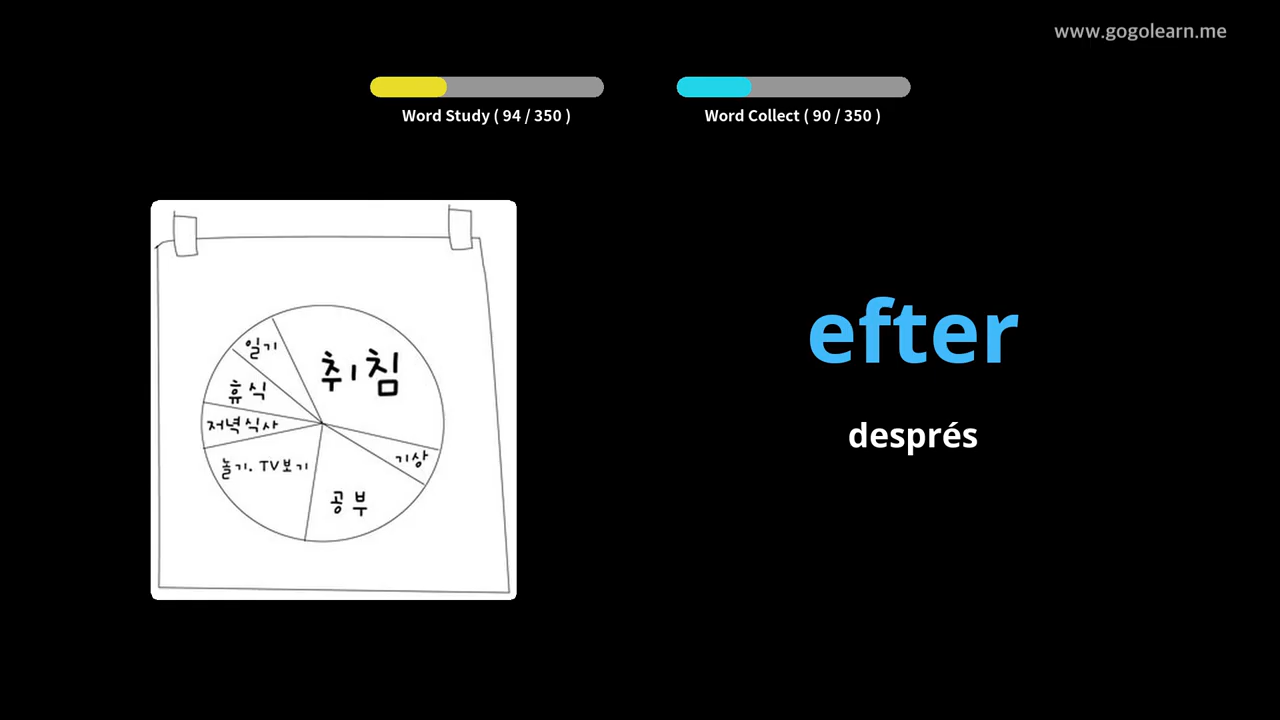 www.gogolearn.me
Word Study ( 94 / 350 )
Word Collect ( 90 / 350 )
일기
취침
휴식
저녁식사
놀기. TV보기
기상
공부
efter
després